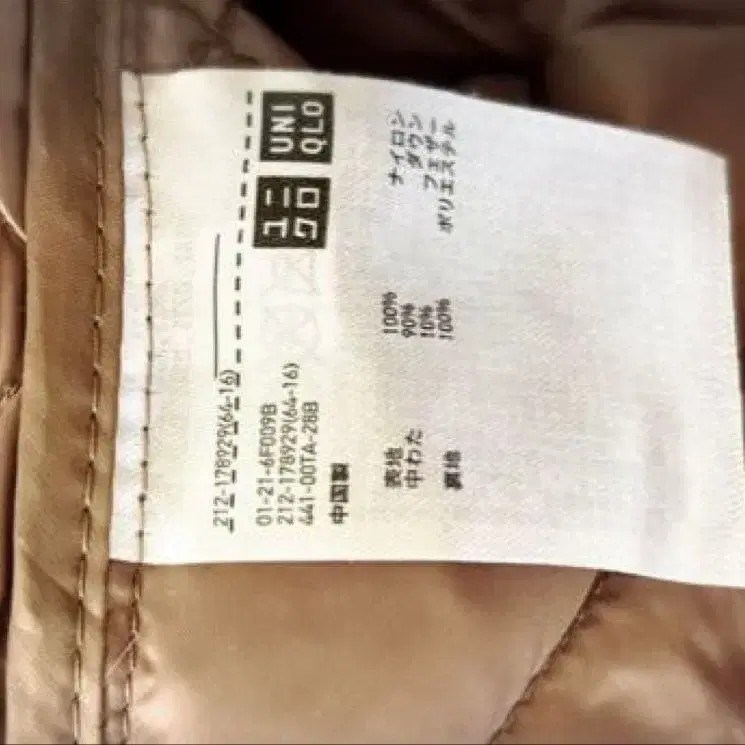 212-178929(64-16)
ユニ
クロ
UNI
QLO
01-21-6F009B
212-178929(64-16)
441-00TA-28B
中国製
表地 100% ナイロン
中わた 90% ダウン
10% フェザー
裏地 100% ポリエステル